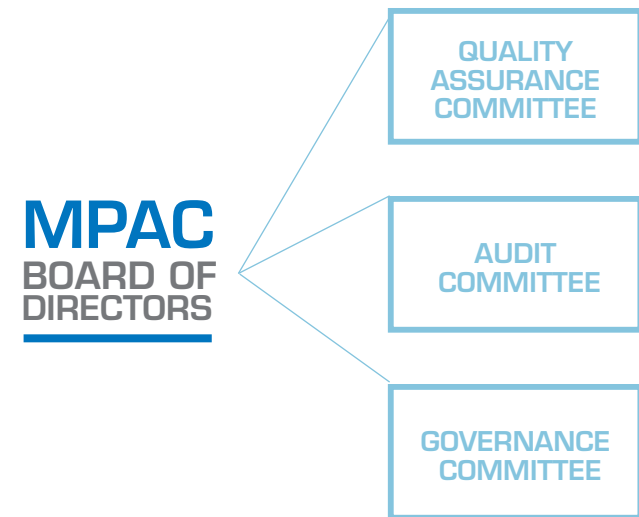 MPAC
BOARD OF
DIRECTORS
QUALITY
ASSURANCE
COMMITTEE
AUDIT
COMMITTEE
GOVERNANCE
COMMITTEE